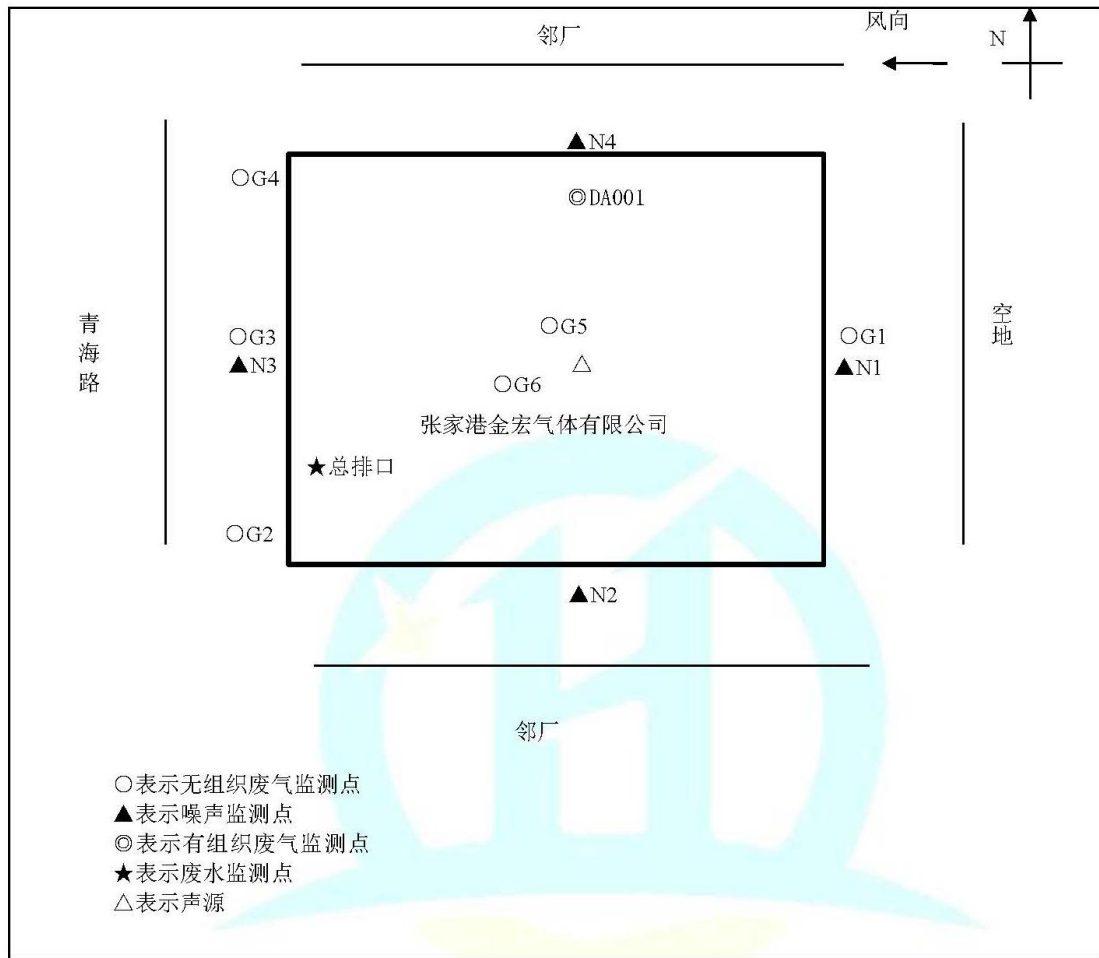 邻厂
风向
N
▲N4
○G4
◎DA001
青海路
○G3
▲N3
○G5
○G6
△
○G1
▲N1
空地
张家港金宏气体有限公司
★总排口
○G2
▲N2
邻厂
○表示无组织废气监测点
▲表示噪声监测点
◎表示有组织废气监测点
★表示废水监测点
△表示声源